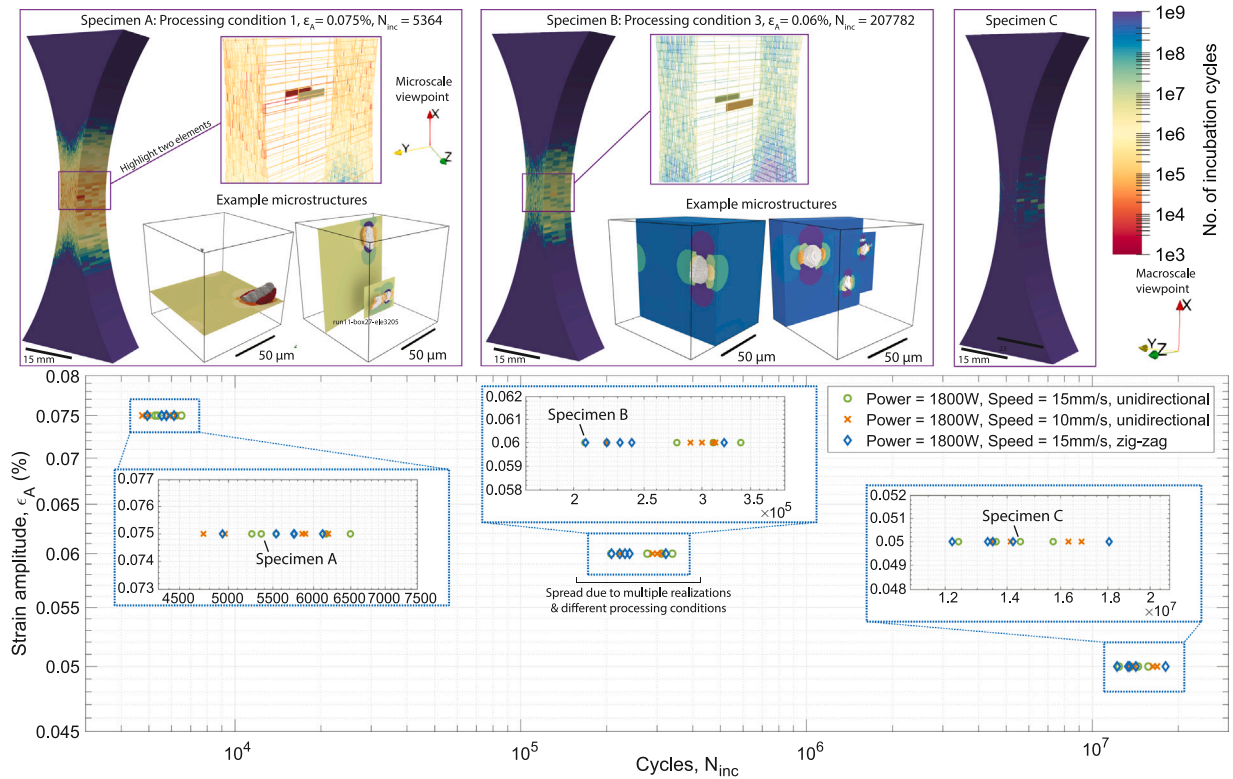 Specimen A: Processing condition 1, ε_A= 0.075%, N_inc = 5364
Microscale
viewpoint
X
Y
Z
Highlight two elements
Example microstructures
run11-box27-ele3205
15 mm
50 μm
50 μm
Specimen B: Processing condition 3, ε_A= 0.06%, N_inc = 207782
Example microstructures
15 mm
50 μm
50 μm
Specimen C
15 mm
1e9
1e8
1e7
1e6
1e5
1e4
1e3
No. of incubation cycles
Macroscale
viewpoint
X
Y
Z
0.08
0.075
0.07
0.065
0.06
0.055
0.05
0.045
Strain amplitude, ε_A (%)
10^4
10^5
10^6
10^7
Cycles, N_inc
Power = 1800W, Speed = 15mm/s, unidirectional
Power = 1800W, Speed = 10mm/s, unidirectional
Power = 1800W, Speed = 15mm/s, zig-zag
0.077
0.076
0.075
0.074
0.073
Specimen A
4500 5000 5500 6000 6500 7000 7500
0.062
0.061
0.06
0.059
0.058
Specimen B
2 2.5 3 3.5
×10^5
Spread due to multiple realizations
& different processing conditions
0.052
0.051
0.05
0.049
0.048
Specimen C
1.2 1.4 1.6 1.8 2
×10^7